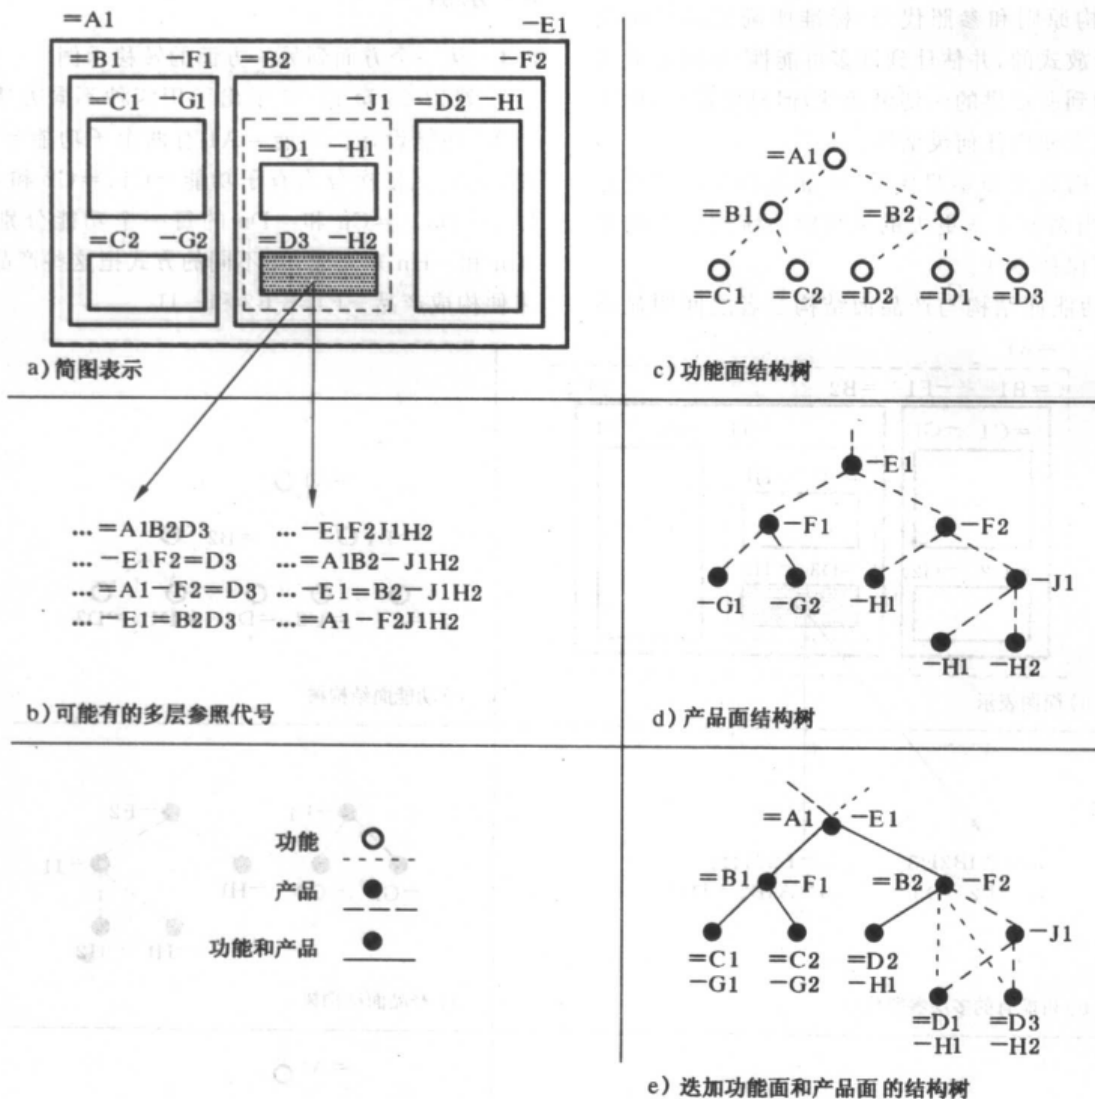 =A1 −E1
=B1 −F1 =B2 −F2
=C1 −G1 −J1 =D2 −H1
=D1 −H1
=C2 −G2 =D3 −H2
a) 简图表示
=A1
=B1 =B2
=C1 =C2 =D2 =D1 =D3
c) 功能面结构树
... =A1B2D3 ... −E1F2J1H2
... −E1F2=D3 ... =A1B2−J1H2
... =A1−F2=D3 ... −E1=B2−J1H2
... −E1=B2D3 ... =A1−F2J1H2
b) 可能有的多层参照代号
−E1
−F1 −F2
−G1 −G2 −H1 −J1
−H1 −H2
d) 产品面结构树
功能
产品
功能和产品
=A1 −E1
=B1 −F1 =B2 −F2
−J1
=C1 =C2 =D2
−G1 −G2 −H1
=D1 =D3
−H1 −H2
e) 迭加功能面和产品面的结构树